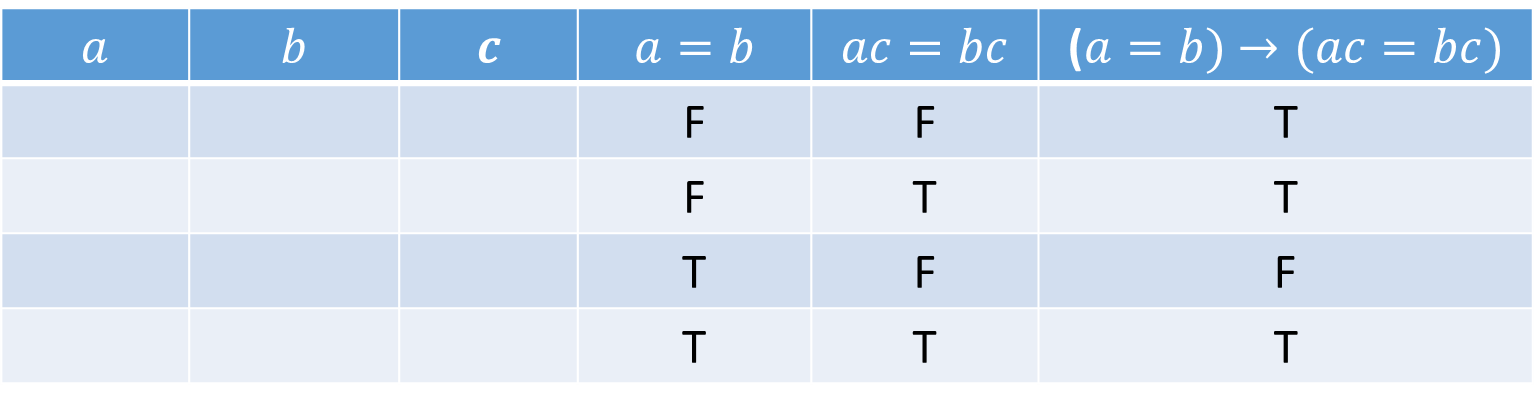 a b c a = b ac = bc (a = b) → (ac = bc)
F F T
F T T
T F F
T T T